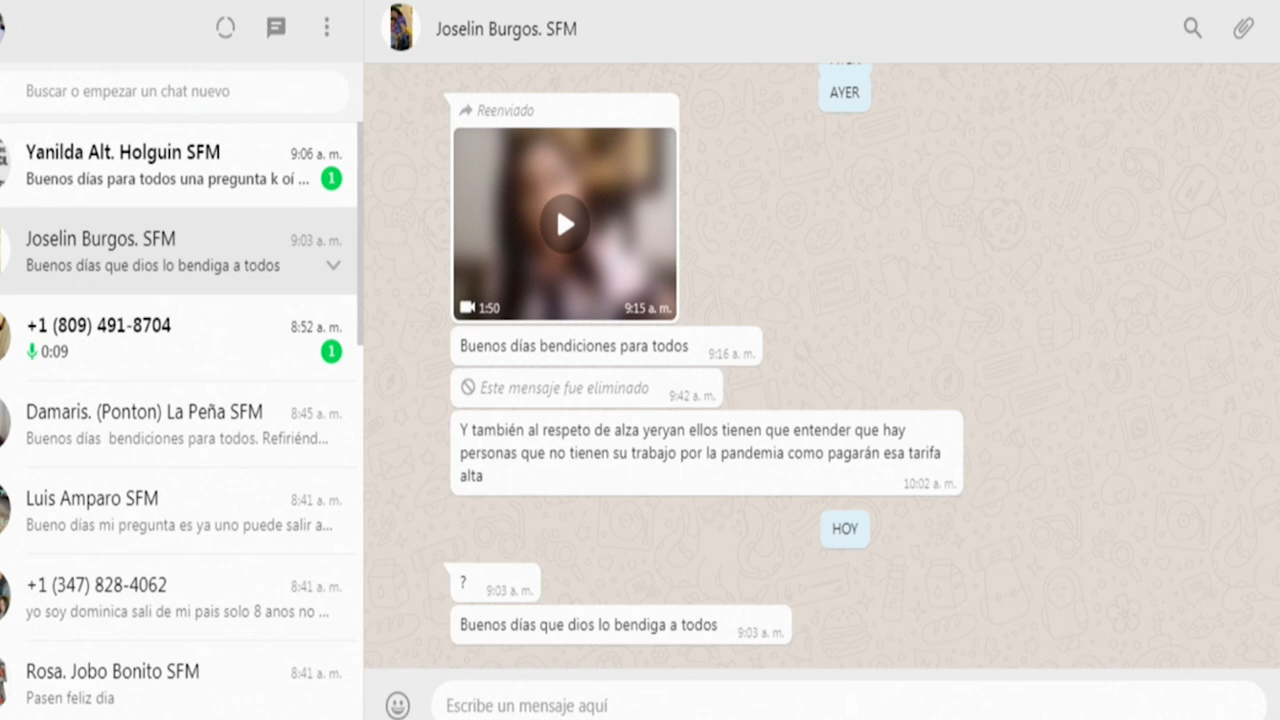 Buscar o empezar un chat nuevo
Yanilda Alt. Holguin SFM
9:06 a. m.
Buenos días para todos una pregunta k oí ...
1
Joselin Burgos. SFM
9:03 a. m.
Buenos días que dios lo bendiga a todos
+1 (809) 491-8704
8:52 a. m.
0:09
1
Damaris. (Ponton) La Peña SFM
8:45 a. m.
Buenos días bendiciones para todos. Refiriénd...
Luis Amparo SFM
8:41 a. m.
Bueno días mi pregunta es ya uno puede salir a...
+1 (347) 828-4062
8:41 a. m.
yo soy dominica sali de mi pais solo 8 anos no ...
Rosa. Jobo Bonito SFM
8:41 a. m.
Pasen feliz dia
Joselin Burgos. SFM
AYER
Reenviado
1:50
9:15 a. m.
Buenos días bendiciones para todos
9:16 a. m.
Este mensaje fue eliminado
9:42 a. m.
Y también al respeto de alza yeryan ellos tienen que entender que hay
personas que no tienen su trabajo por la pandemia como pagarán esa tarifa
alta
10:02 a. m.
HOY
?
9:03 a. m.
Buenos días que dios lo bendiga a todos
9:03 a. m.
Escribe un mensaje aquí